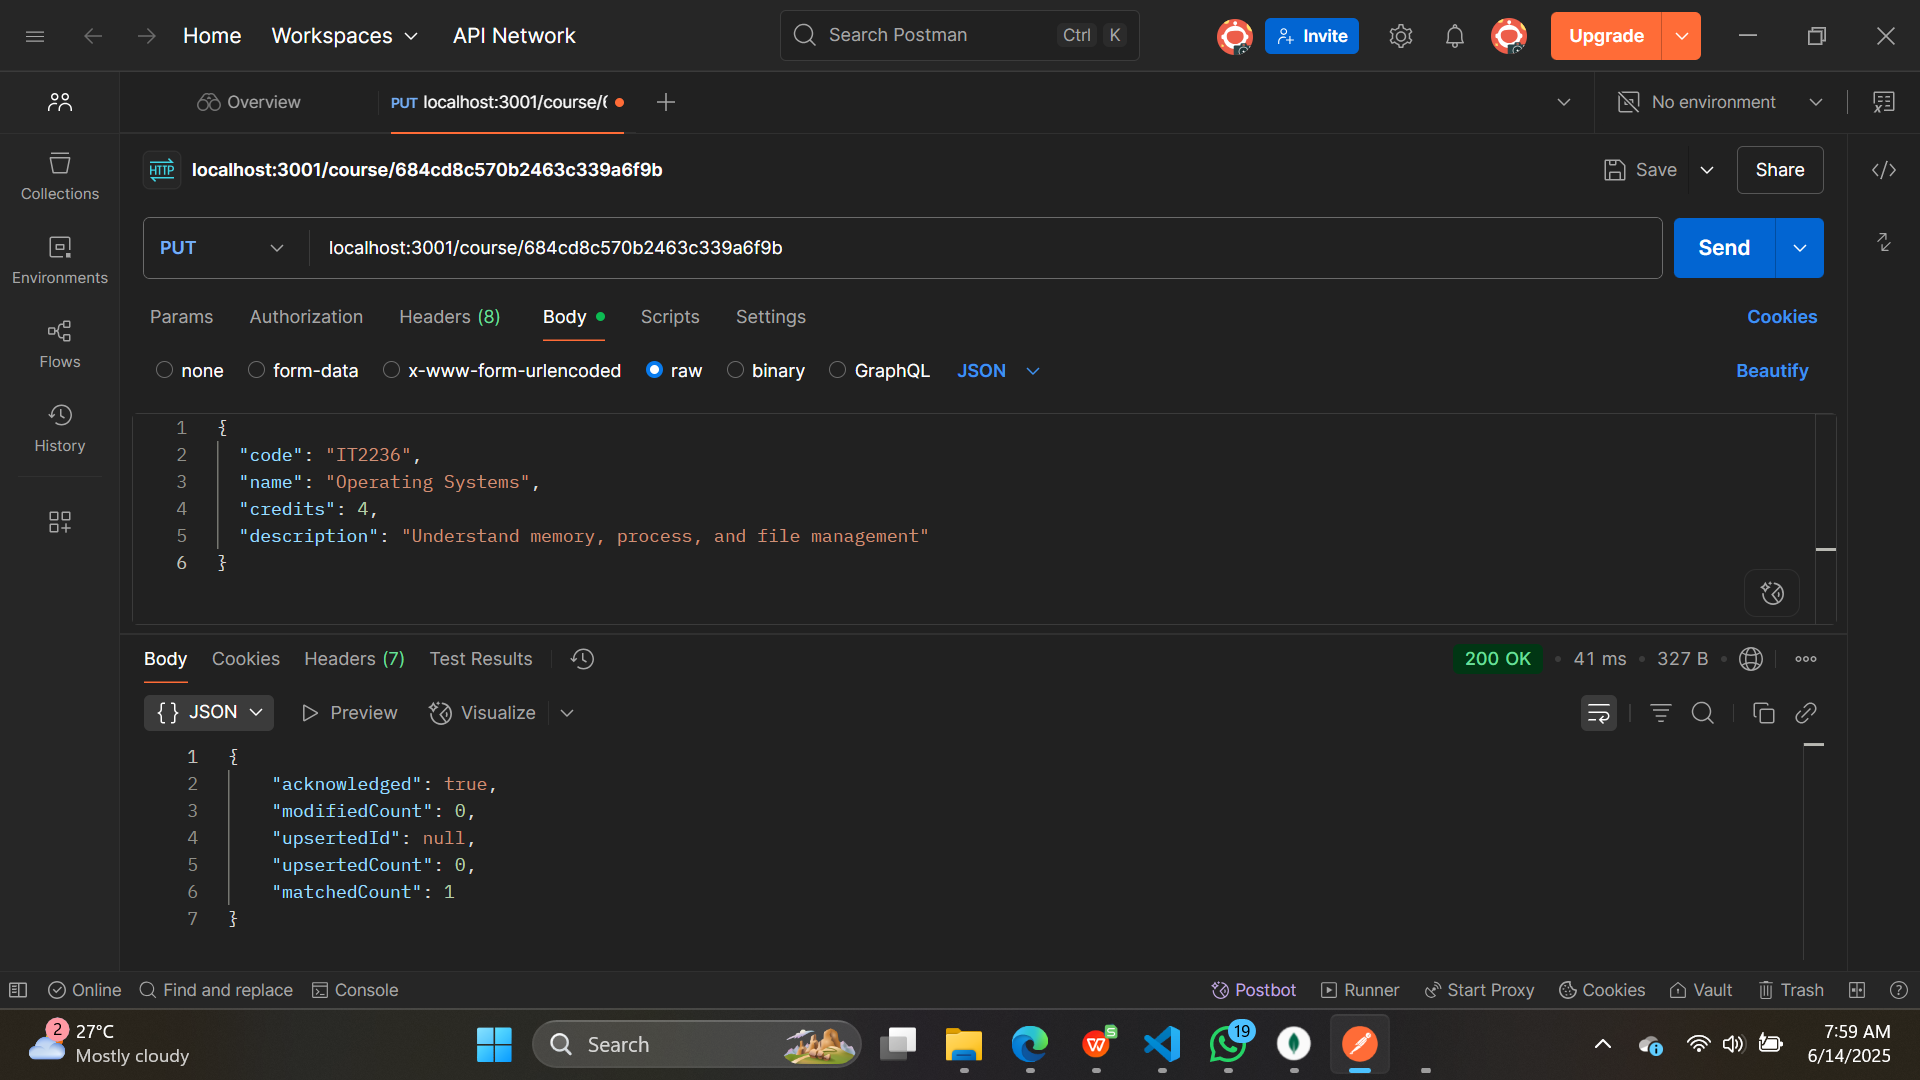 Home Workspaces API Network Search Postman Ctrl K Invite Upgrade
Overview PUT localhost:3001/course/6 No environment
HTTP localhost:3001/course/684cd8c570b2463c339a6f9b Save Share
Collections
PUT localhost:3001/course/684cd8c570b2463c339a6f9b Send
Environments
Params Authorization Headers (8) Body Scripts Settings Cookies
Flows
none form-data x-www-form-urlencoded raw binary GraphQL JSON Beautify
History
1 {
2 "code": "IT2236",
3 "name": "Operating Systems",
4 "credits": 4,
5 "description": "Understand memory, process, and file management"
6 }
Body Cookies Headers (7) Test Results 200 OK • 41 ms • 327 B
{} JSON Preview Visualize
1 {
2 "acknowledged": true,
3 "modifiedCount": 0,
4 "upsertedId": null,
5 "upsertedCount": 0,
6 "matchedCount": 1
7 }
Online Find and replace Console Postbot Runner Start Proxy Cookies Vault Trash
2 27°C
Mostly cloudy
Search
W S
19
7:59 AM
6/14/2025